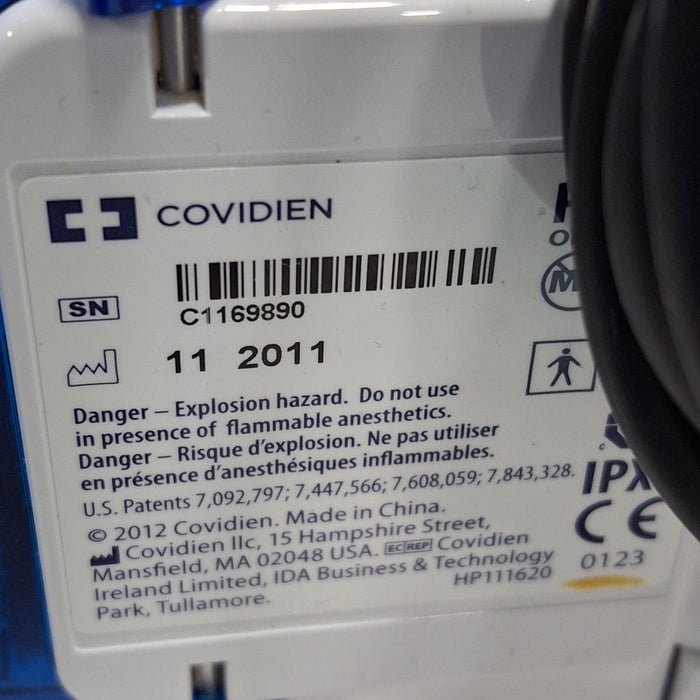 COVIDIEN
SN
C1169890
M
11 2011
Danger – Explosion hazard. Do not use
in presence of flammable anesthetics.
Danger – Risque d'explosion. Ne pas utiliser
en présence d'anesthésiques inflammables.
U.S. Patents 7,092,797; 7,447,566; 7,608,059; 7,843,328.
IPX
© 2012 Covidien. Made in China.
Covidien llc, 15 Hampshire Street,
Mansfield, MA 02048 USA. EC REP Covidien
Ireland Limited, IDA Business & Technology
Park, Tullamore.
HP111620
CE
0123